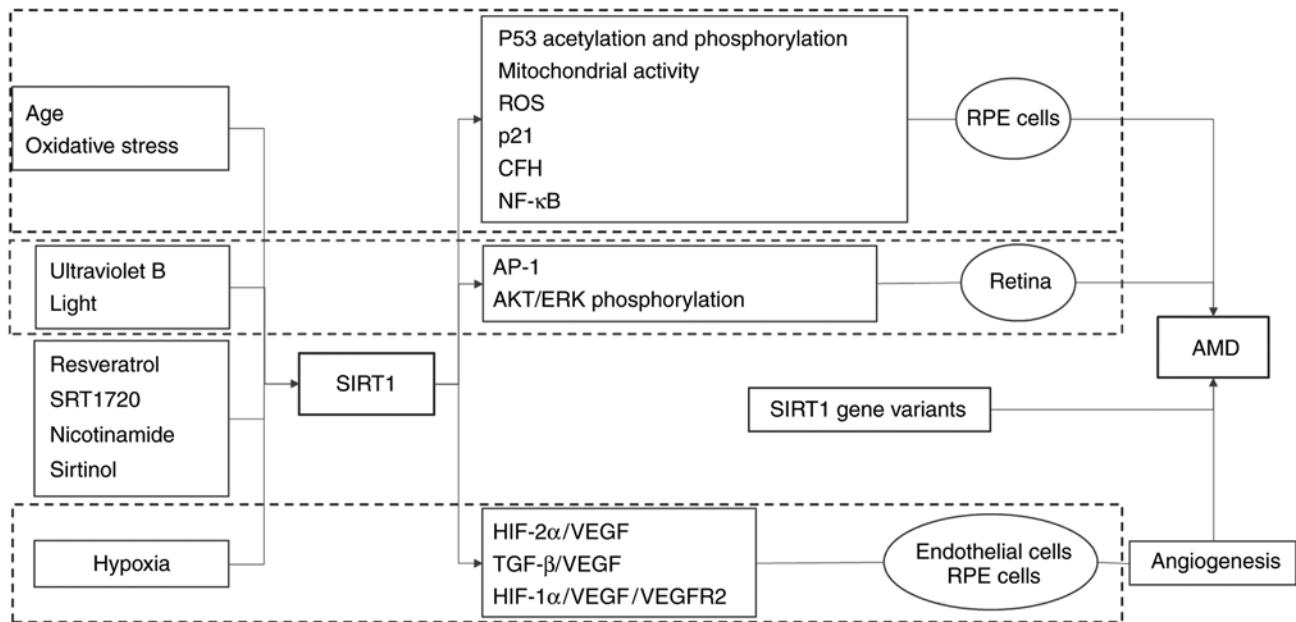 Age
Oxidative stress
P53 acetylation and phosphorylation
Mitochondrial activity
ROS
p21
CFH
NF-κB
RPE cells
Ultraviolet B
Light
AP-1
AKT/ERK phosphorylation
Retina
Resveratrol
SRT1720
Nicotinamide
Sirtinol
SIRT1
AMD
SIRT1 gene variants
Hypoxia
HIF-2α/VEGF
TGF-β/VEGF
HIF-1α/VEGF/VEGFR2
Endothelial cells
RPE cells
Angiogenesis